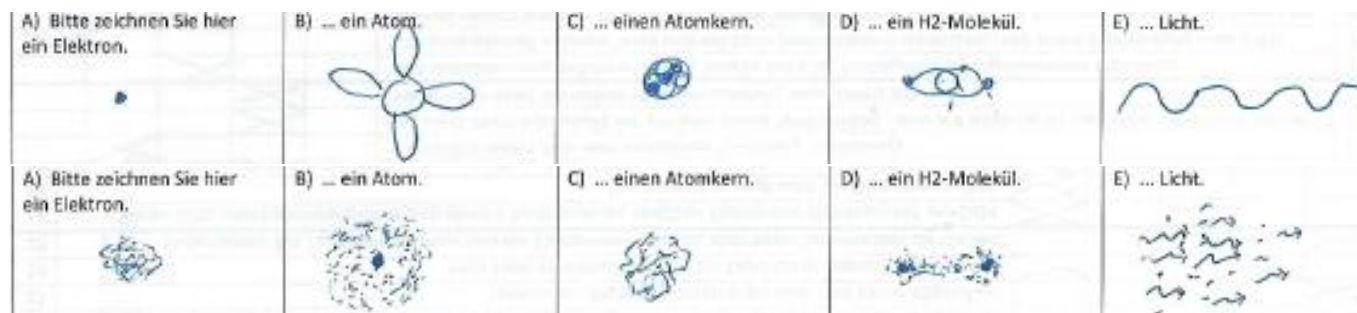 A) Bitte zeichnen Sie hier ein Elektron.
B) ... ein Atom.
C) ... einen Atomkern.
D) ... ein H2-Molekül.
E) ... Licht.
A) Bitte zeichnen Sie hier ein Elektron.
B) ... ein Atom.
C) ... einen Atomkern.
D) ... ein H2-Molekül.
E) ... Licht.